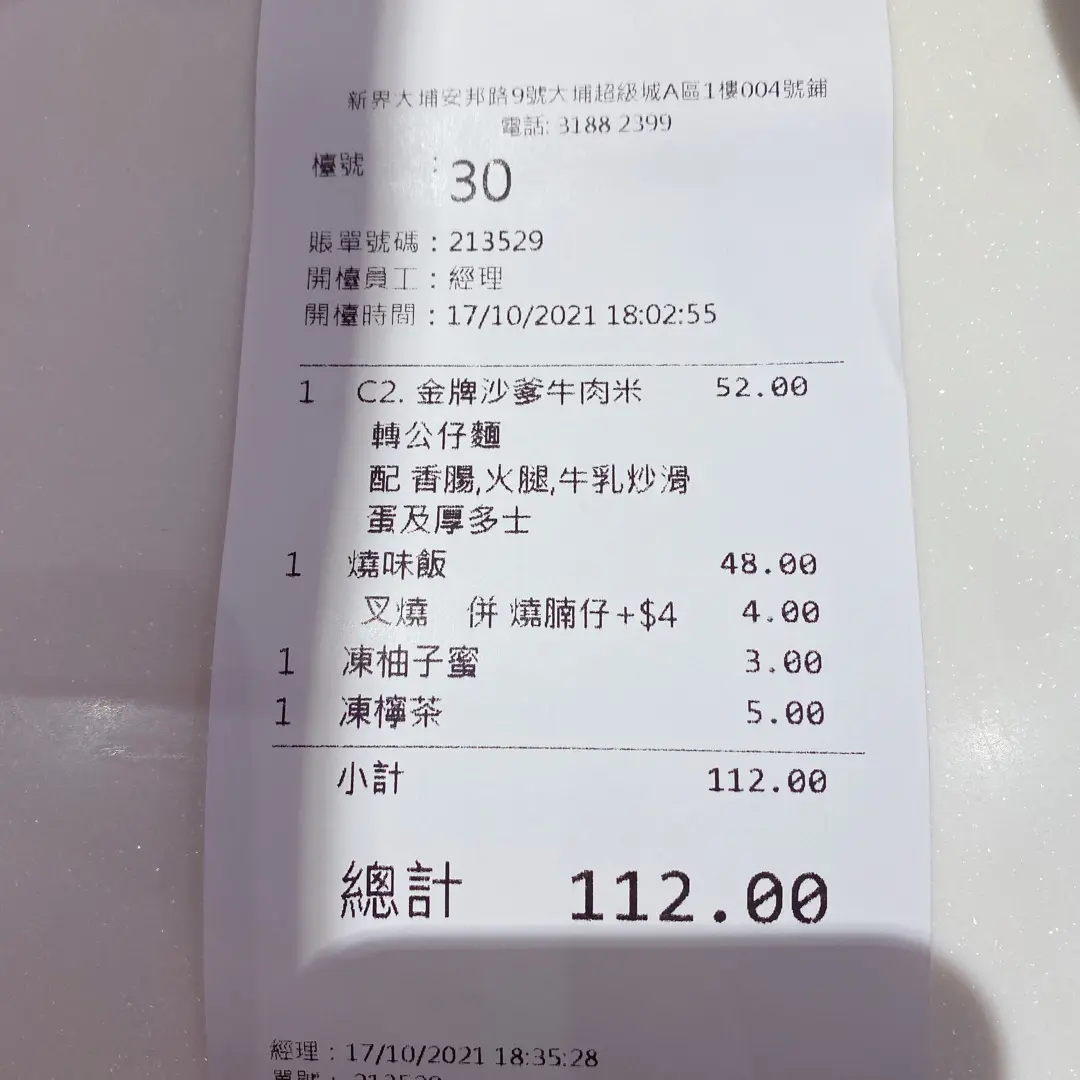 新界大埔安邦路9號大埔超級城A區1樓004號鋪
電話: 3188 2399
檯號 : 30
賬單號碼 : 213529
開檯員工 : 經理
開檯時間 : 17/10/2021 18:02:55
1 C2. 金牌沙爹牛肉米 52.00
轉公仔麵
配 香腸,火腿,牛乳炒滑
蛋及厚多士
1 燒味飯 48.00
叉燒 併 燒腩仔+$4 4.00
1 凍柚子蜜 3.00
1 凍檸茶 5.00
小計 112.00
總計 112.00
經理 : 17/10/2021 18:35:28
單號 : 213529